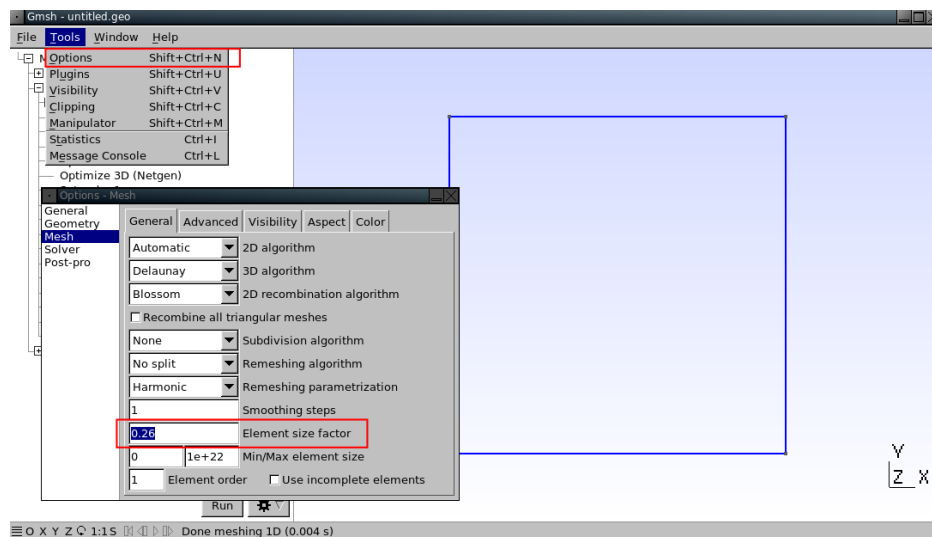 Gmsh - untitled.geo
File Tools Window Help
Options Shift+Ctrl+N
Plugins Shift+Ctrl+U
Visibility Shift+Ctrl+V
Clipping Shift+Ctrl+C
Manipulator Shift+Ctrl+M
Statistics Ctrl+I
Message Console Ctrl+L
Optimize 3D (Netgen)
Options - Mesh
General
Geometry
Mesh
Solver
Post-pro
General Advanced Visibility Aspect Color
Automatic 2D algorithm
Delaunay 3D algorithm
Blossom 2D recombination algorithm
Recombine all triangular meshes
None Subdivision algorithm
No split Remeshing algorithm
Harmonic Remeshing parametrization
1 Smoothing steps
0.26 Element size factor
0 1e+22 Min/Max element size
1 Element order Use incomplete elements
Run
Y
Z X
O X Y Z 1:1 S Done meshing 1D (0.004 s)